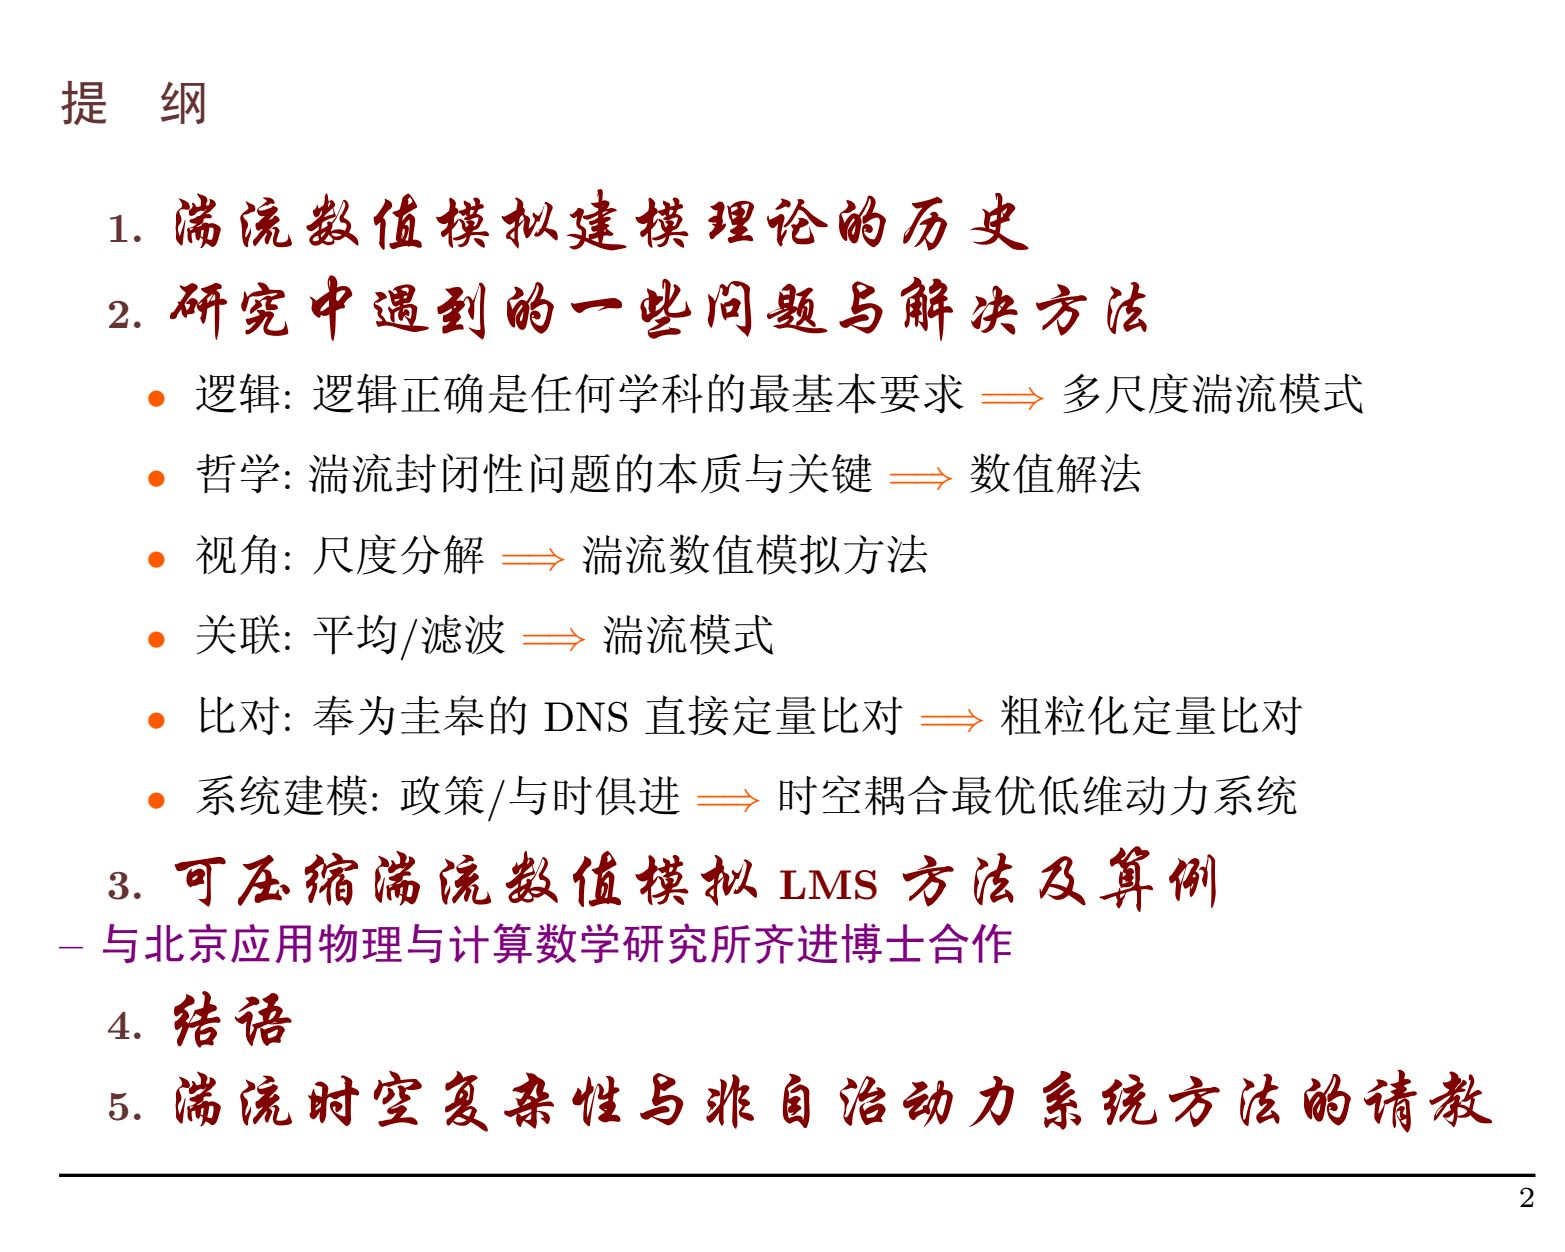 提 纲
1. 湍流数值模拟建模理论的历史
2. 研究中遇到的一些问题与解决方法
• 逻辑: 逻辑正确是任何学科的最基本要求 ⟹ 多尺度湍流模式
• 哲学: 湍流封闭性问题的本质与关键 ⟹ 数值解法
• 视角: 尺度分解 ⟹ 湍流数值模拟方法
• 关联: 平均/滤波 ⟹ 湍流模式
• 比对: 奉为圭皋的 DNS 直接定量比对 ⟹ 粗粒化定量比对
• 系统建模: 政策/与时俱进 ⟹ 时空耦合最优低维动力系统
3. 可压缩湍流数值模拟 LMS 方法及算例
– 与北京应用物理与计算数学研究所齐进博士合作
4. 结语
5. 湍流时空复杂性与非自治动力系统方法的请教
2